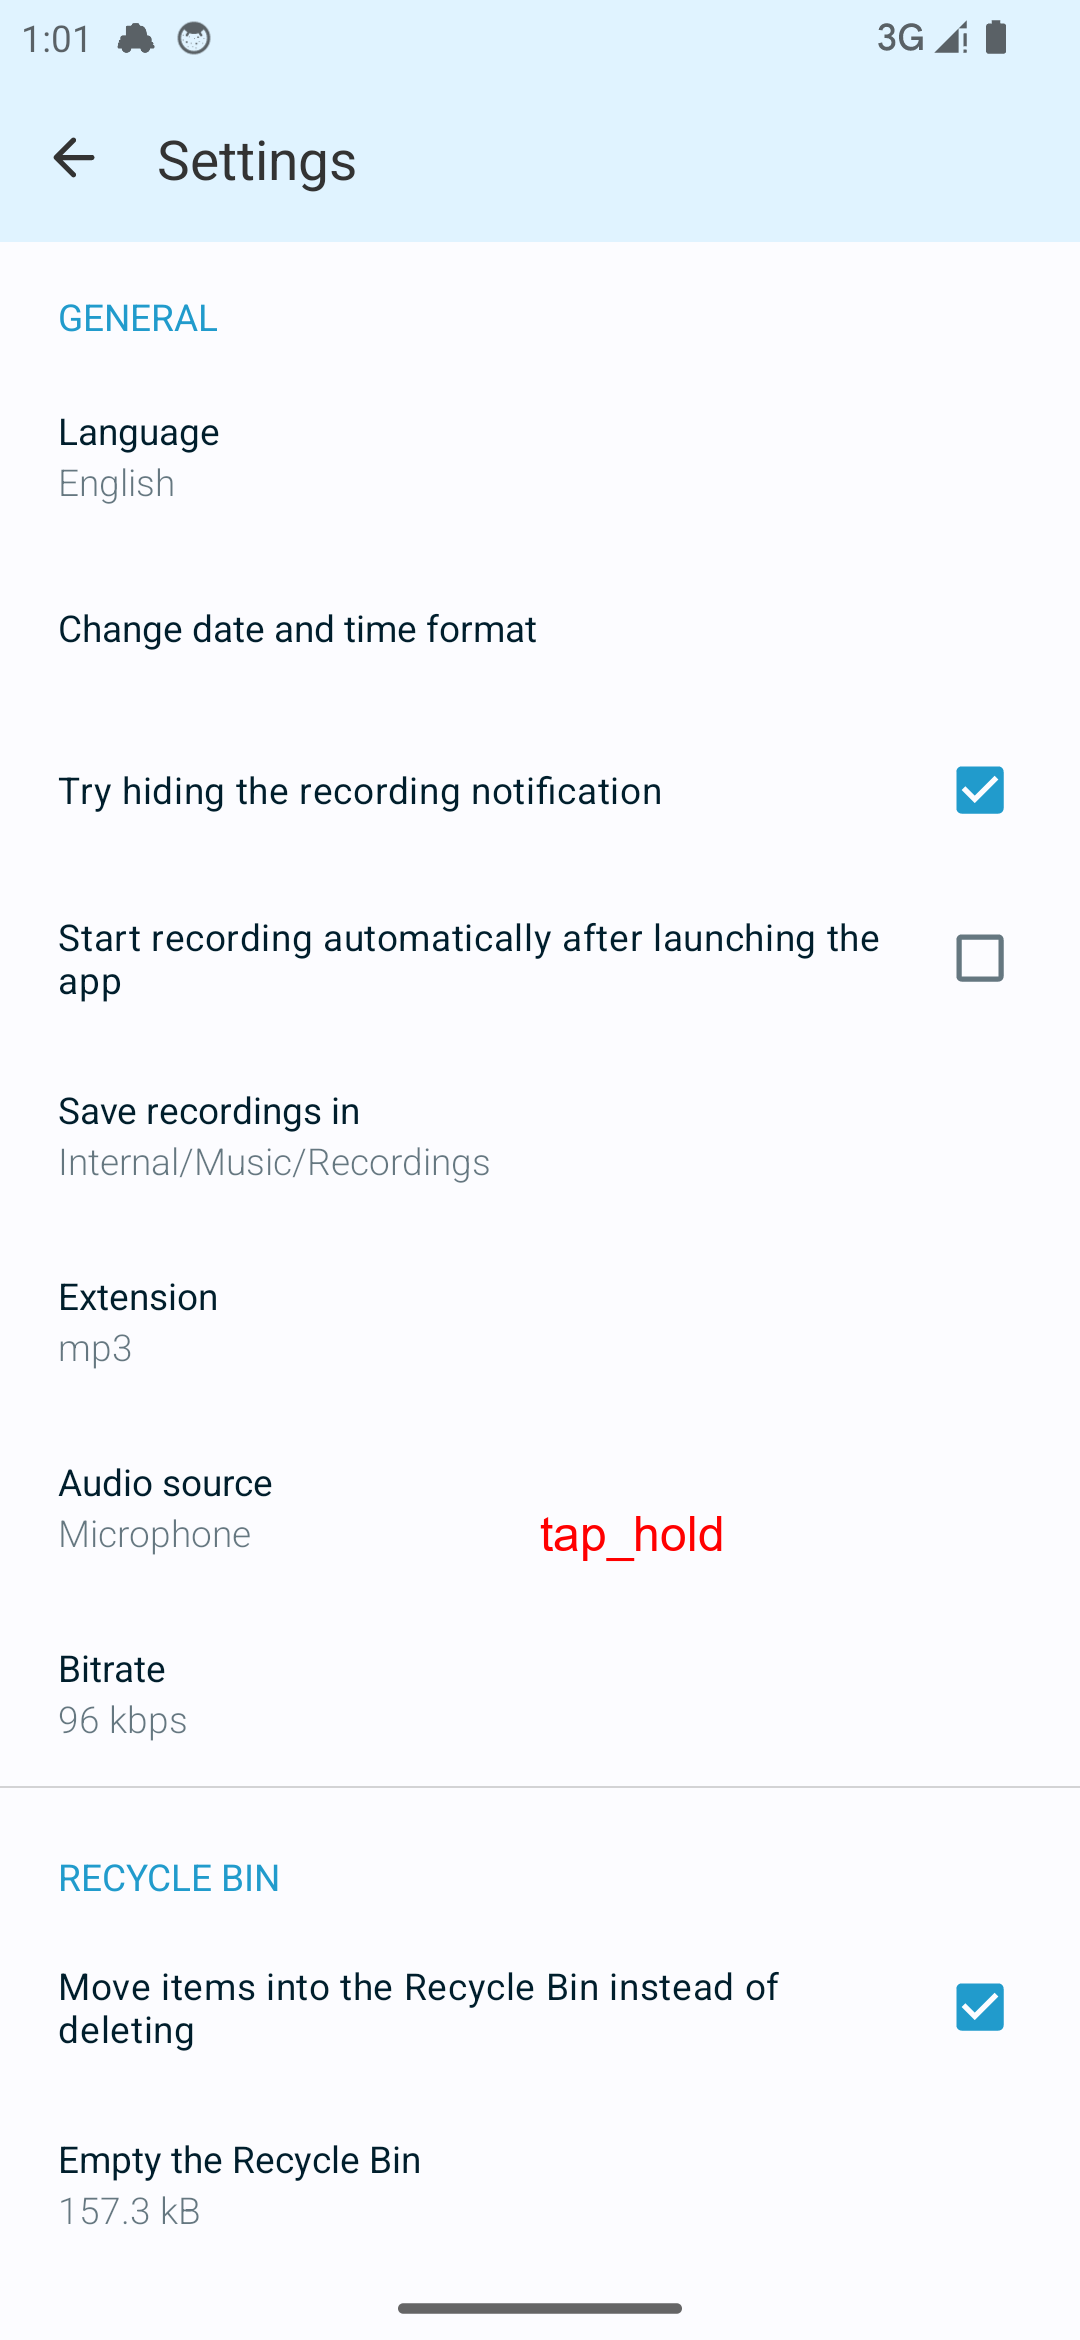 1:01
3G
Settings
GENERAL
Language
English
Change date and time format
Try hiding the recording notification
Start recording automatically after launching the
app
Save recordings in
Internal/Music/Recordings
Extension
mp3
Audio source
Microphone
tap_hold
Bitrate
96 kbps
RECYCLE BIN
Move items into the Recycle Bin instead of
deleting
Empty the Recycle Bin
157.3 kB